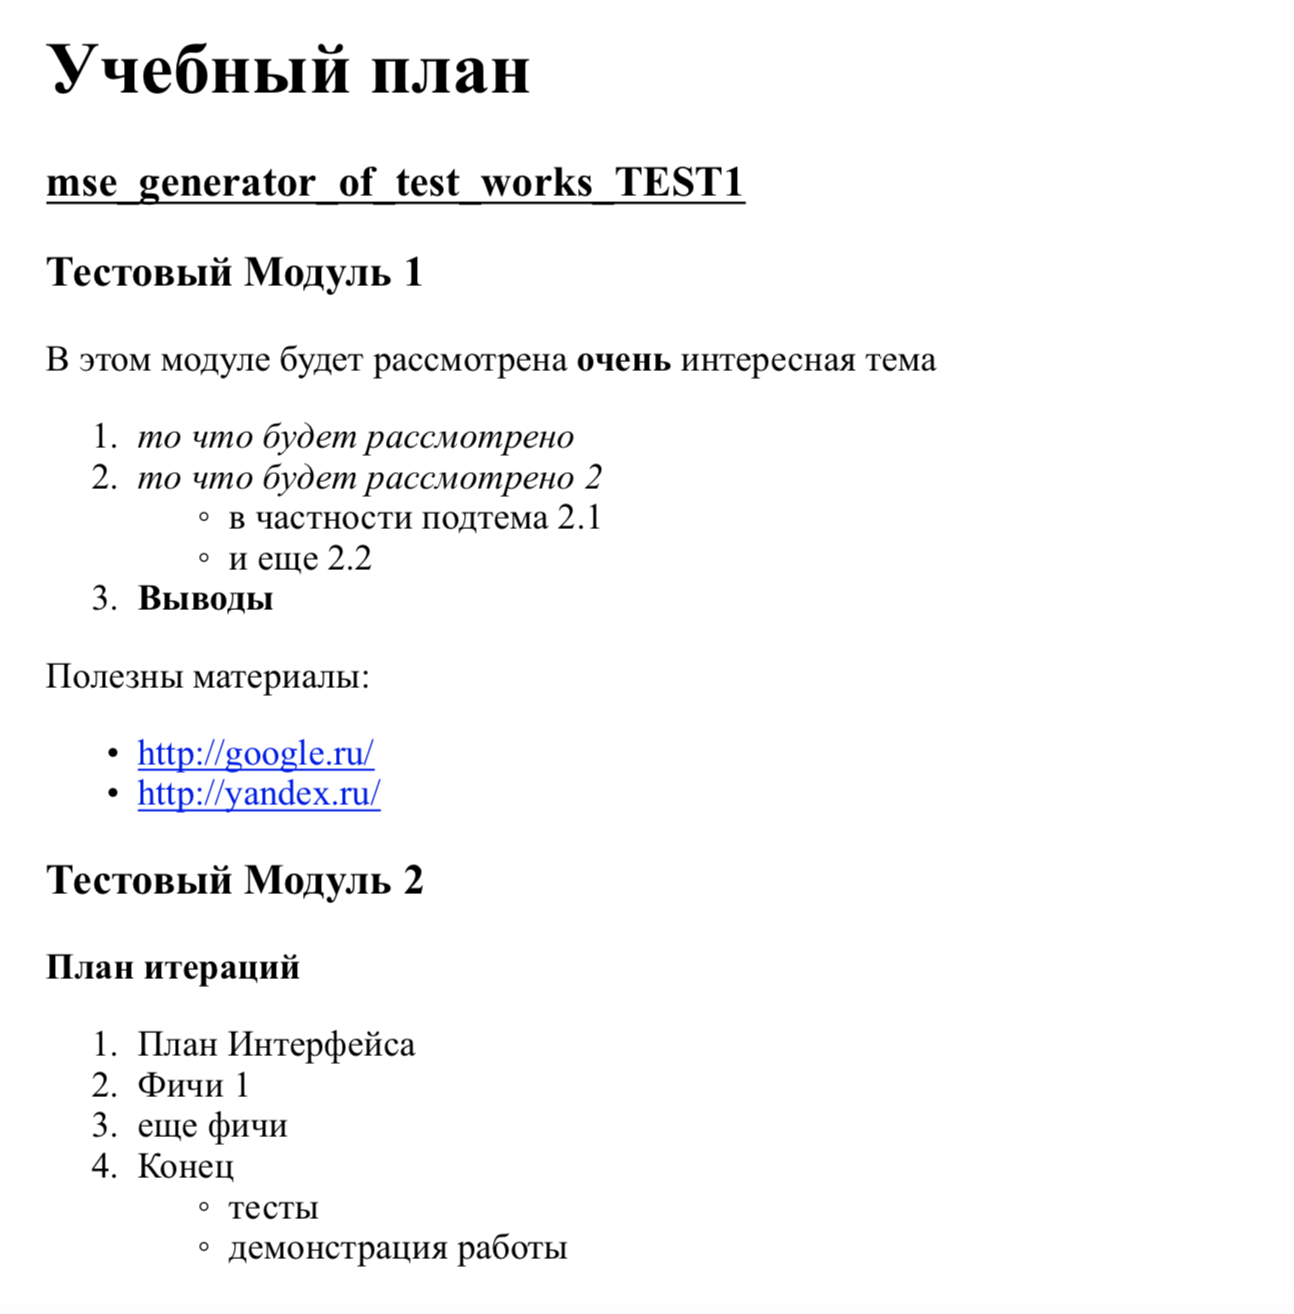 Учебный план
mse_generator_of_test_works_TEST1
Тестовый Модуль 1
В этом модуле будет рассмотрена очень интересная тема
1. то что будет рассмотрено
2. то что будет рассмотрено 2
◦ в частности подтема 2.1
◦ и еще 2.2
3. Выводы
Полезны материалы:
• http://google.ru/
• http://yandex.ru/
Тестовый Модуль 2
План итераций
1. План Интерфейса
2. Фичи 1
3. еще фичи
4. Конец
◦ тесты
◦ демонстрация работы